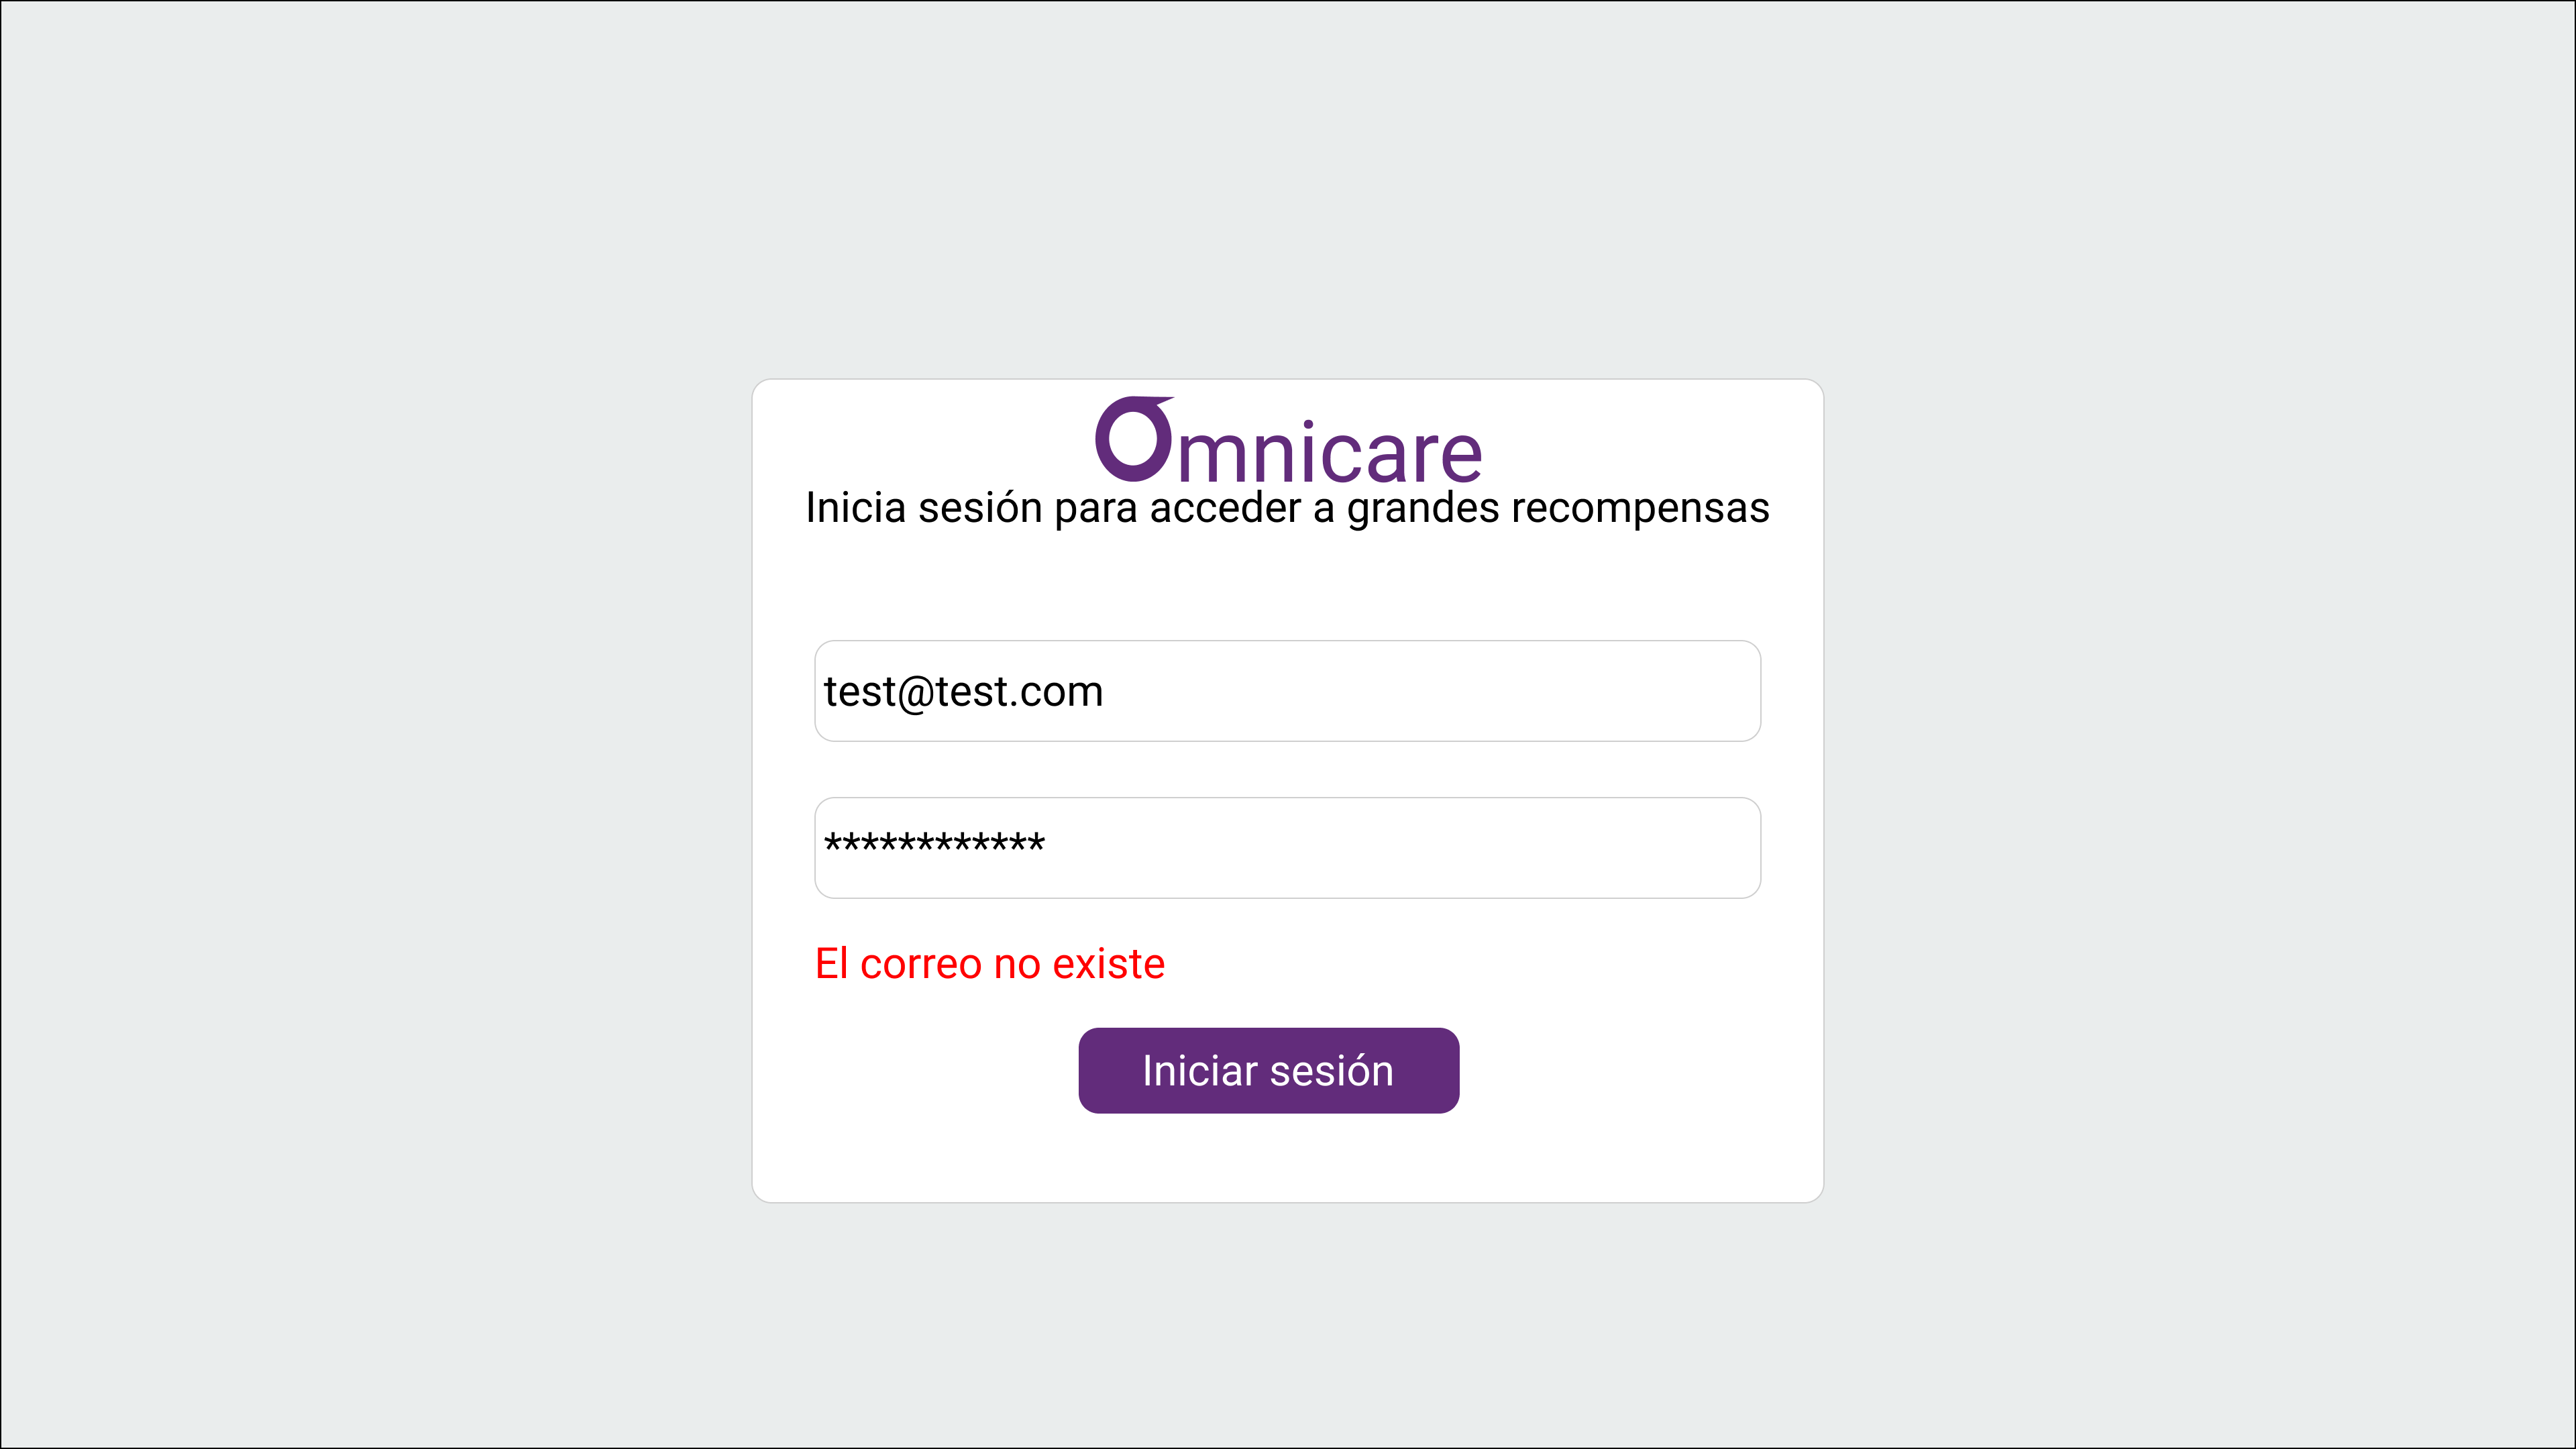 Omnicare
Inicia sesión para acceder a grandes recompensas
test@test.com
************
El correo no existe
Iniciar sesión